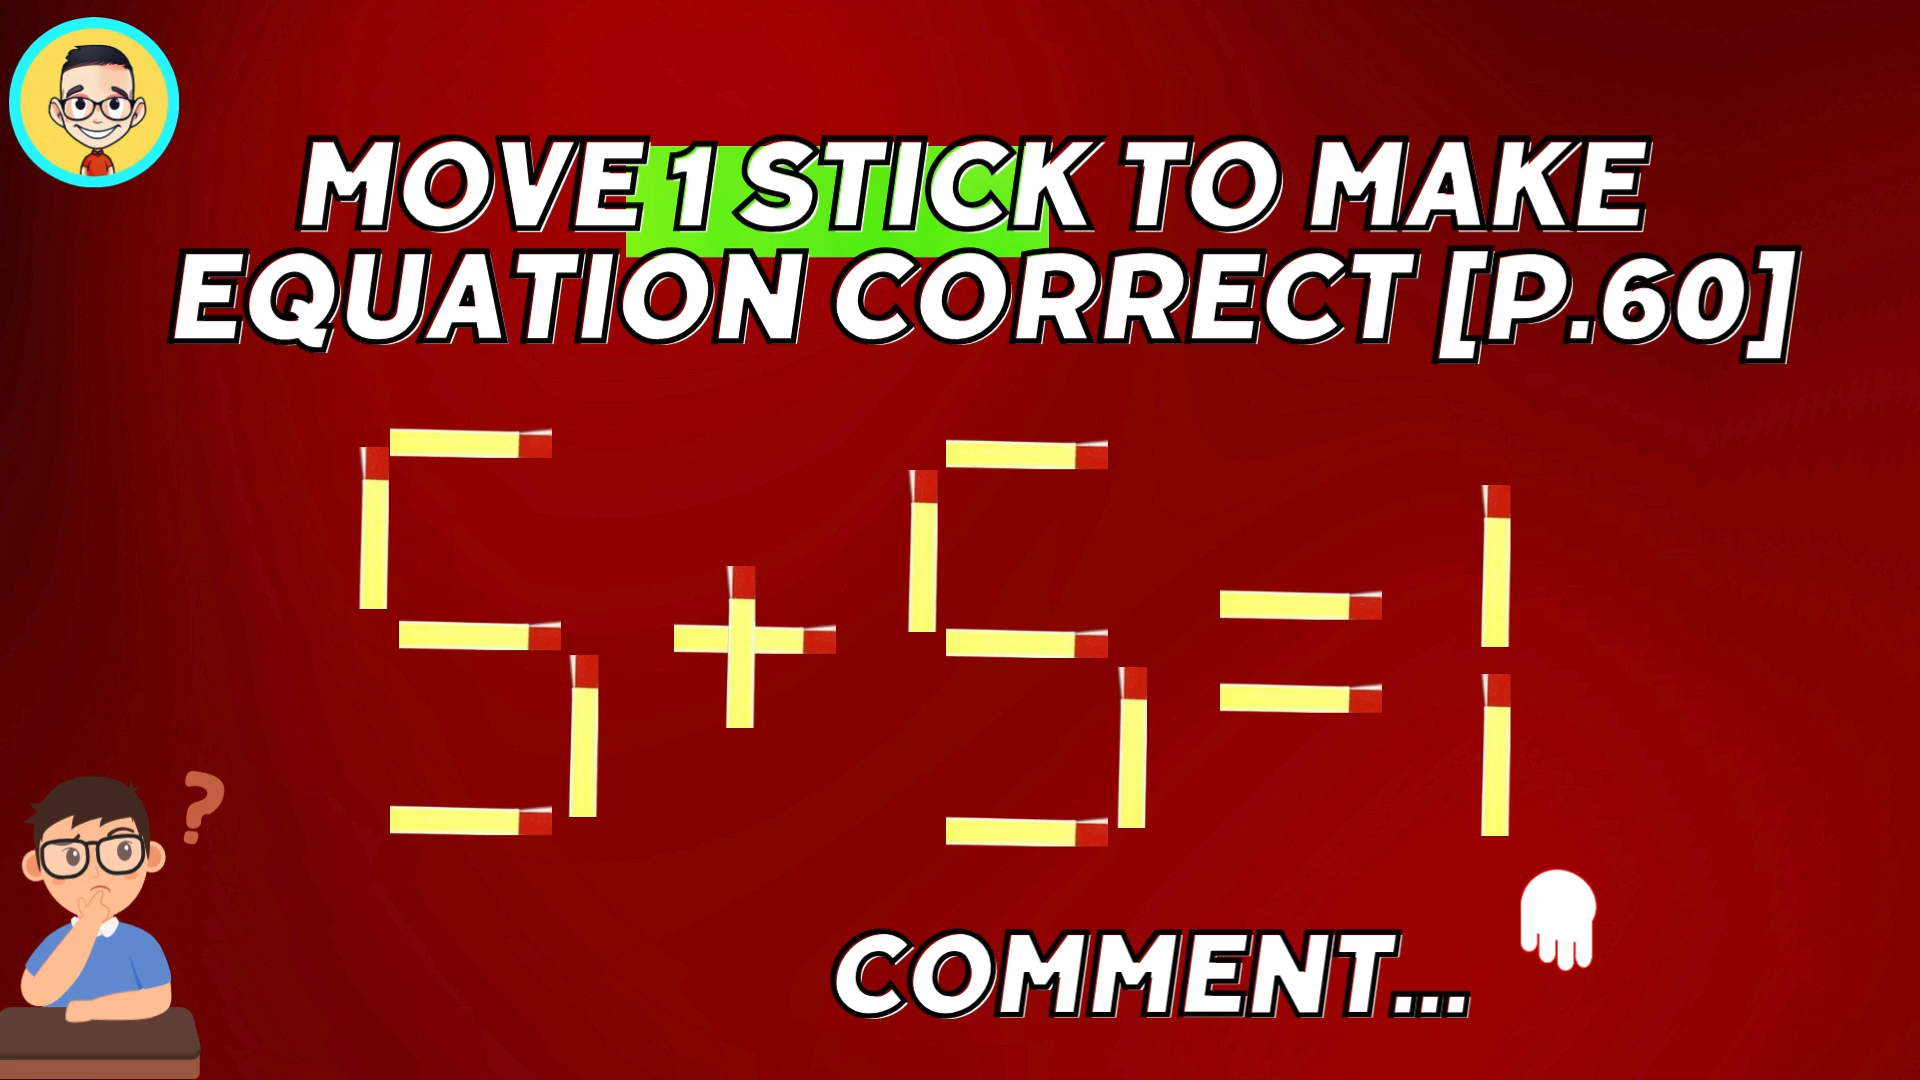 MOVE 1 STICK TO MAKE
EQUATION CORRECT [P.60]
5+5=1
?
COMMENT...